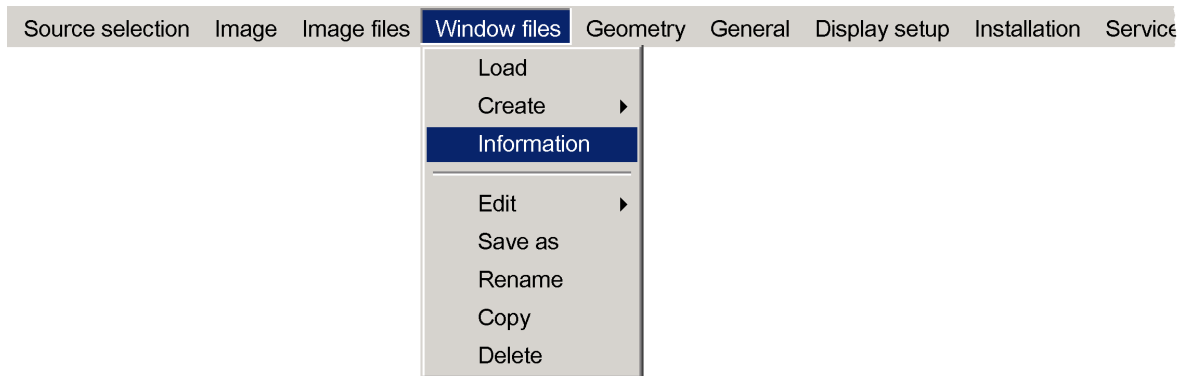 Source selection Image Image files Window files Geometry General Display setup Installation Service
Load
Create
Information
Edit
Save as
Rename
Copy
Delete